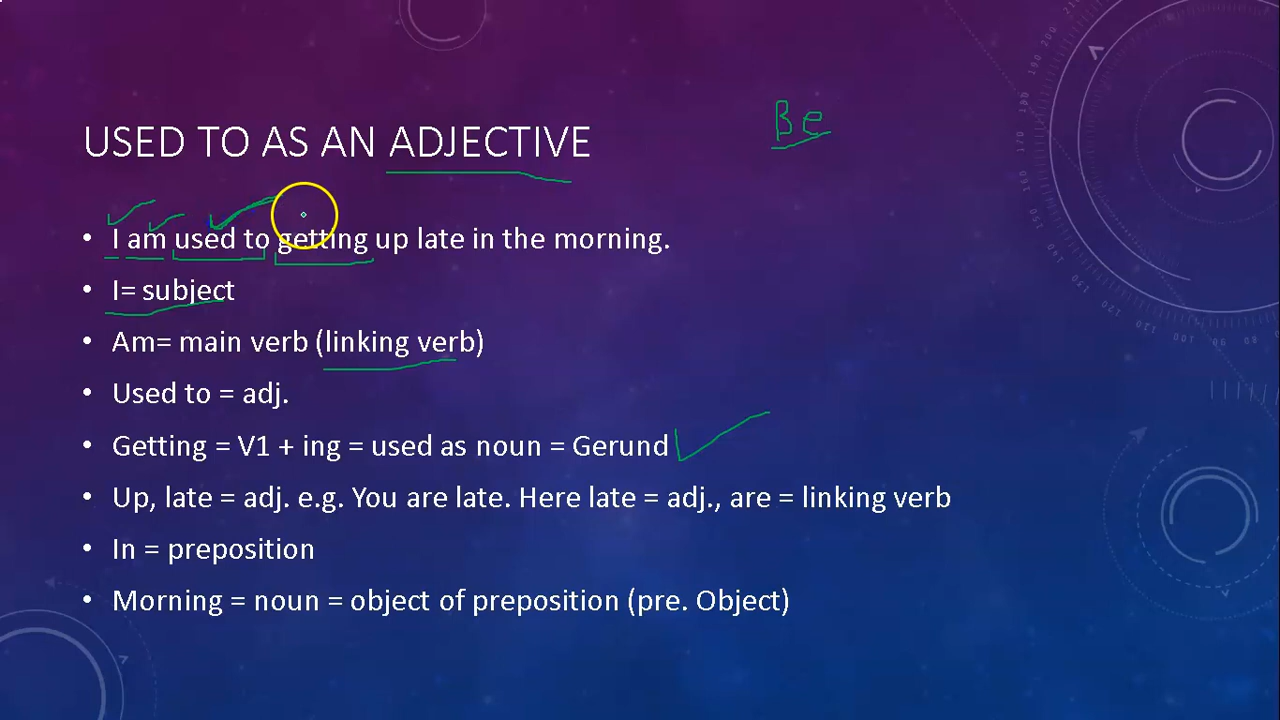 Be
USED TO AS AN ADJECTIVE
• I am used to getting up late in the morning.
• I= subject
• Am= main verb (linking verb)
• Used to = adj.
• Getting = V1 + ing = used as noun = Gerund
• Up, late = adj. e.g. You are late. Here late = adj., are = linking verb
• In = preposition
• Morning = noun = object of preposition (pre. Object)